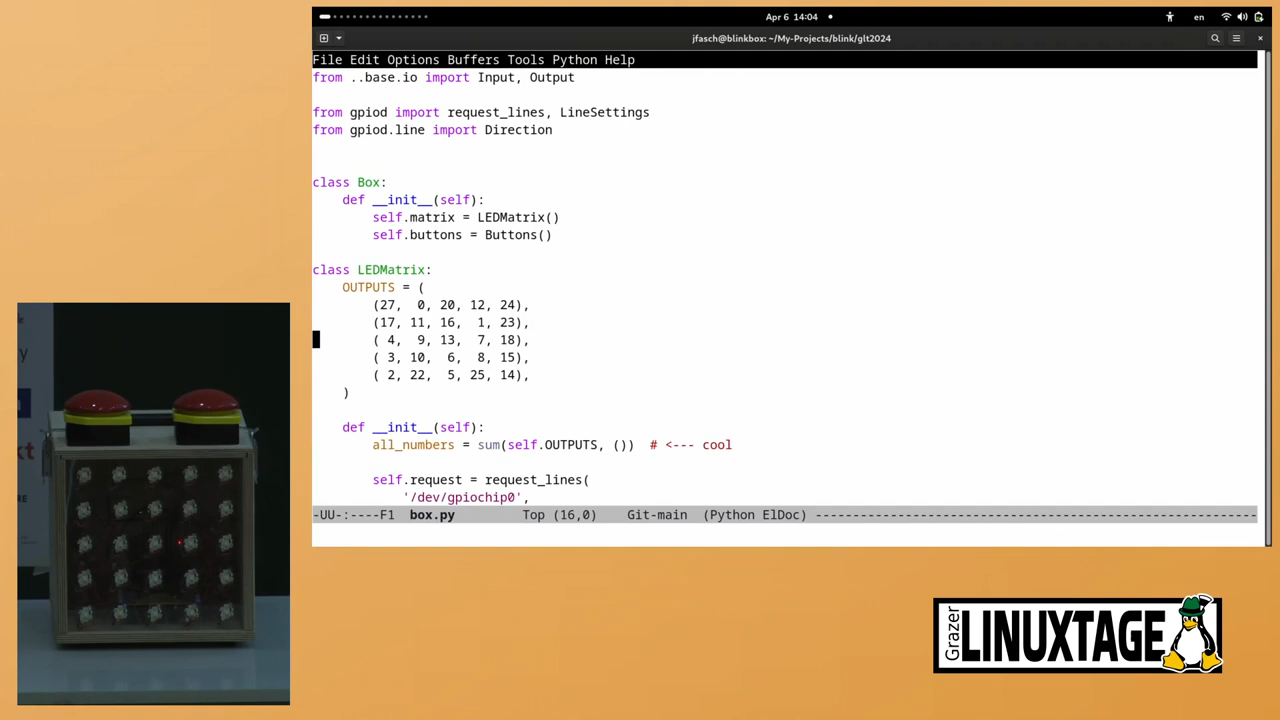 Apr 6 14:04
en
jfasch@blinkbox: ~/My-Projects/blink/glt2024
File Edit Options Buffers Tools Python Help
from ..base.io import Input, Output
from gpiod import request_lines, LineSettings
from gpiod.line import Direction
class Box:
    def __init__(self):
        self.matrix = LEDMatrix()
        self.buttons = Buttons()
class LEDMatrix:
    OUTPUTS = (
        (27,  0, 20, 12, 24),
        (17, 11, 16,  1, 23),
        ( 4,  9, 13,  7, 18),
        ( 3, 10,  6,  8, 15),
        ( 2, 22,  5, 25, 14),
    )
    def __init__(self):
        all_numbers = sum(self.OUTPUTS, ())  # <--- cool
        self.request = request_lines(
            '/dev/gpiochip0',
-UU-:----F1  box.py         Top (16,0)    Git-main   (Python ElDoc) -----------------------------------------------------------
Grazer
LINUXTAGE